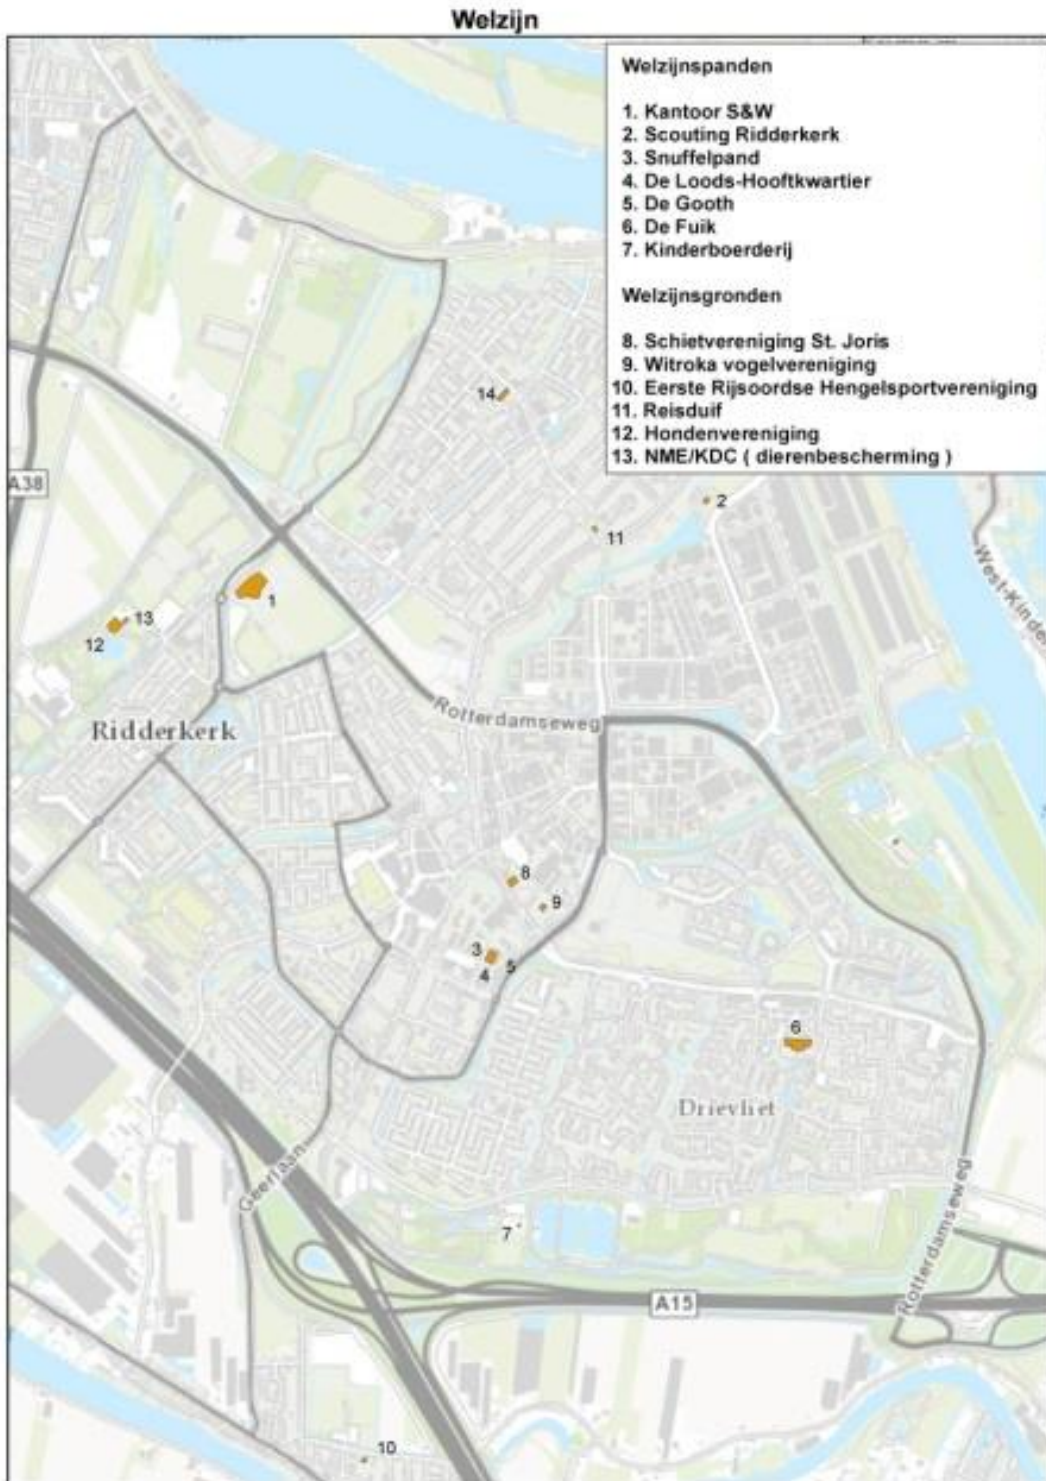 Welzijn
Welzijnspanden
1. Kantoor S&W
2. Scouting Ridderkerk
3. Snuffelpand
4. De Loods-Hooftkwartier
5. De Gooth
6. De Fuik
7. Kinderboerderij
Welzijnsgronden
8. Schietvereniging St. Joris
9. Witroka vogelvereniging
10. Eerste Rijsoordse Hengelsportvereniging
11. Reisduif
12. Hondenvereniging
13. NME/KDC ( dierenbescherming )
14
A38
2
11
West-Kinder
1
13
12
Rotterdamseweg
Ridderkerk
8
9
3
4
5
6
Drievliet
Geerlaan
Rotterdamseweg
7
A15
10